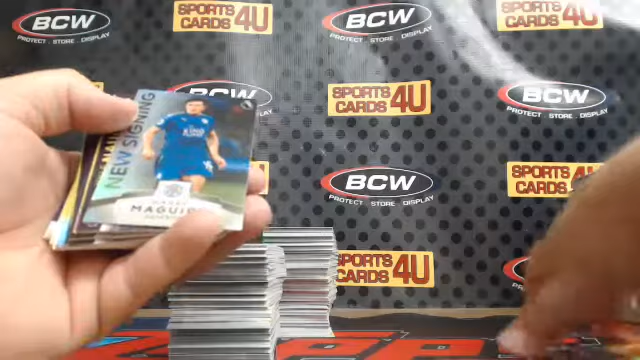 BCW
PROTECT . STORE . DISPLAY
SPORTS
CARDS 4U
BCW
PROTECT . STORE . DISPLAY
SPORTS
CARDS 4U
BCW
SPORTS
CARDS 4U
BCW
PROTECT . STORE . DISPLAY
NEW SIGNING
BCW
PROTECT . STORE . DISPLAY
SPORTS
CARDS 4U
SPORTS
CARDS 4U